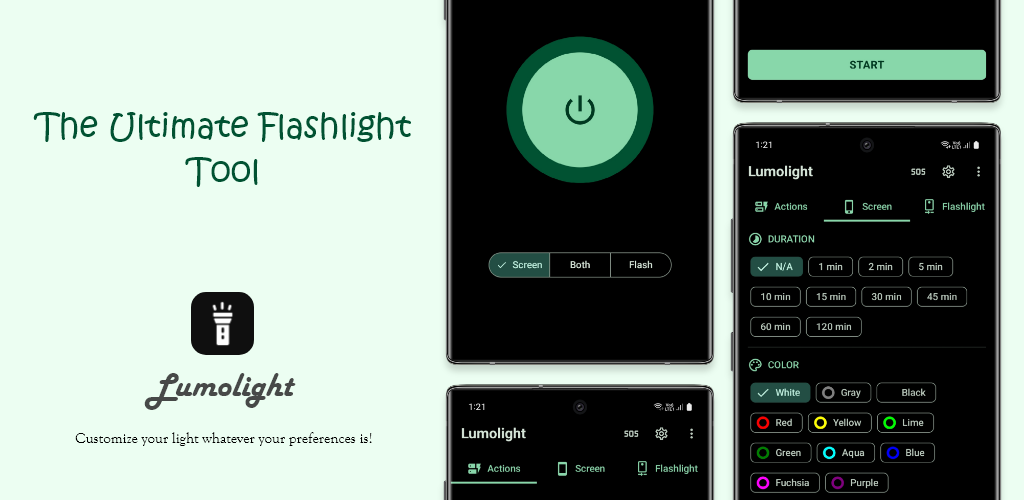 The Ultimate Flashlight
Tool
Lumolight
Customize your light whatever your preferences is!
Screen Both Flash
1:21
Lumolight SOS
Actions Screen Flashlight
START
1:21
Lumolight SOS
Actions Screen Flashlight
DURATION
N/A 1 min 2 min 5 min
10 min 15 min 30 min 45 min
60 min 120 min
COLOR
White Gray Black
Red Yellow Lime
Green Aqua Blue
Fuchsia Purple